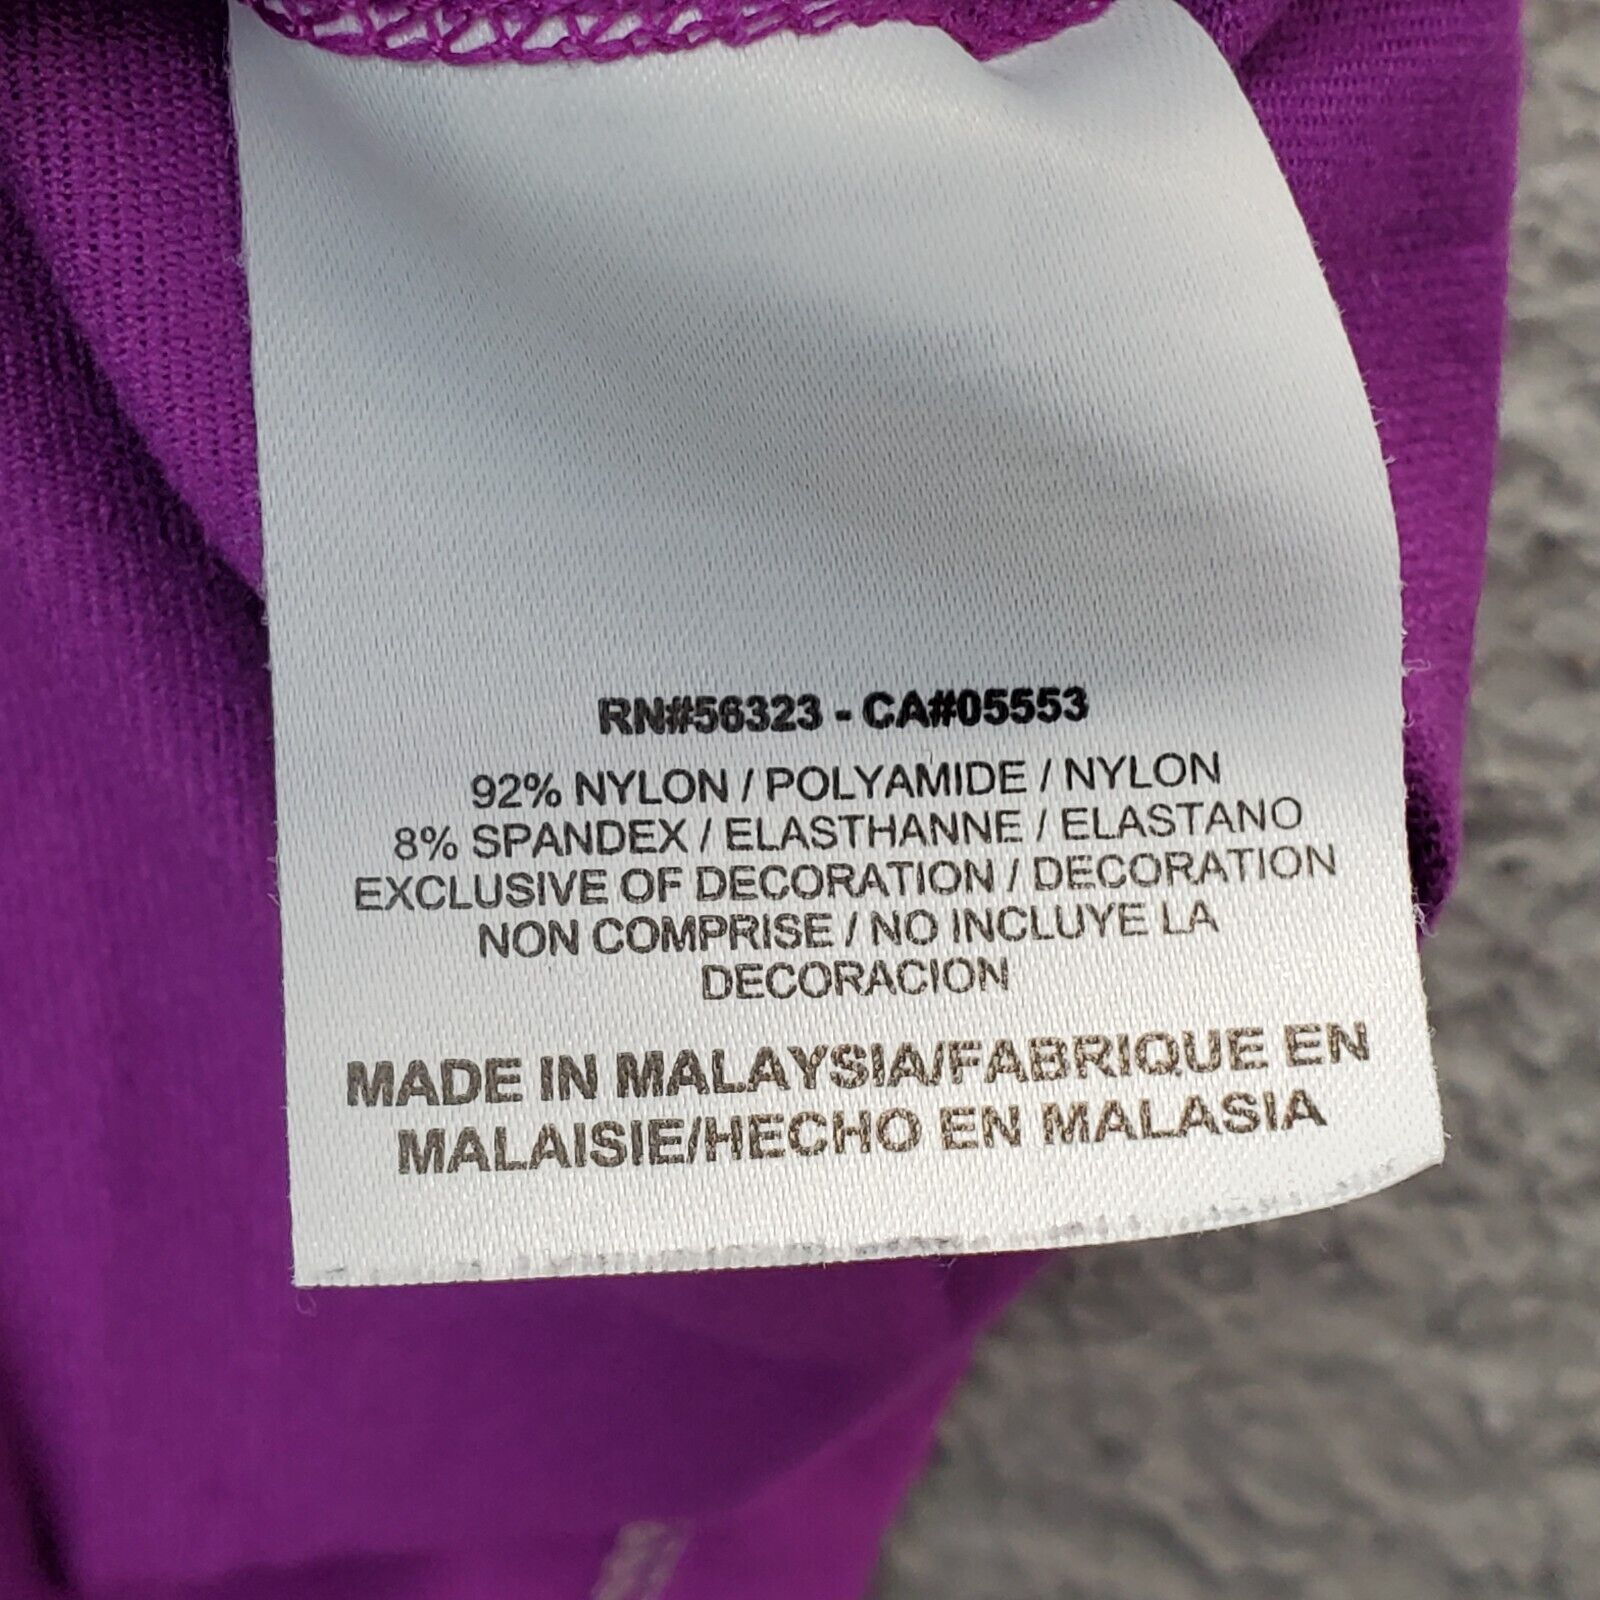 RN#56323 - CA#05553
92% NYLON / POLYAMIDE / NYLON
8% SPANDEX / ELASTHANNE / ELASTANO
EXCLUSIVE OF DECORATION / DECORATION
NON COMPRISE / NO INCLUYE LA
DECORACION
MADE IN MALAYSIA/FABRIQUE EN
MALAISIE/HECHO EN MALASIA